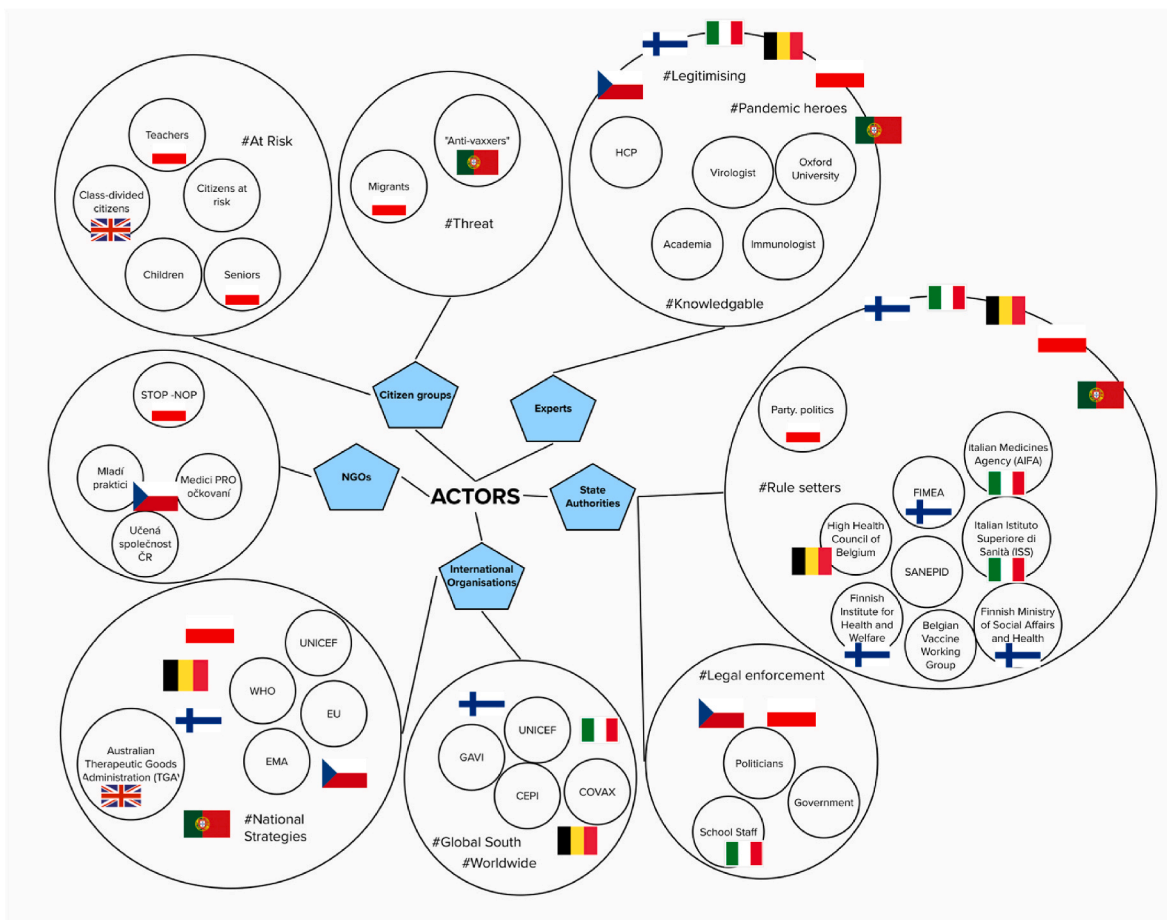 #Legitimising
#Pandemic heroes
HCP
Virologist
Oxford
University
Academia
Immunologist
#Knowledgable
Teachers
#At Risk
Class-divided
citizens
Citizens at
risk
Children
Seniors
"Anti-vaxxers"
Migrants
#Threat
Citizen groups
Experts
NGOs
ACTORS
State
Authorities
International
Organisations
STOP -NOP
Mladí
praktici
Medici PRO
očkovaní
Učená
společnost
ČR
Party. politics
#Rule setters
Italian Medicines
Agency (AIFA)
FIMEA
High Health
Council of
Belgium
Italian Istituto
Superiore di
Sanità (ISS)
SANEPID
Finnish
Institute for
Health and
Welfare
Belgian
Vaccine
Working
Group
Finnish Ministry
of Social Affairs
and Health
UNICEF
WHO
EU
EMA
Australian
Therapeutic Goods
Administration (TGA)
#National
Strategies
UNICEF
GAVI
CEPI
COVAX
#Global South
#Worldwide
#Legal enforcement
Politicians
Government
School Staff